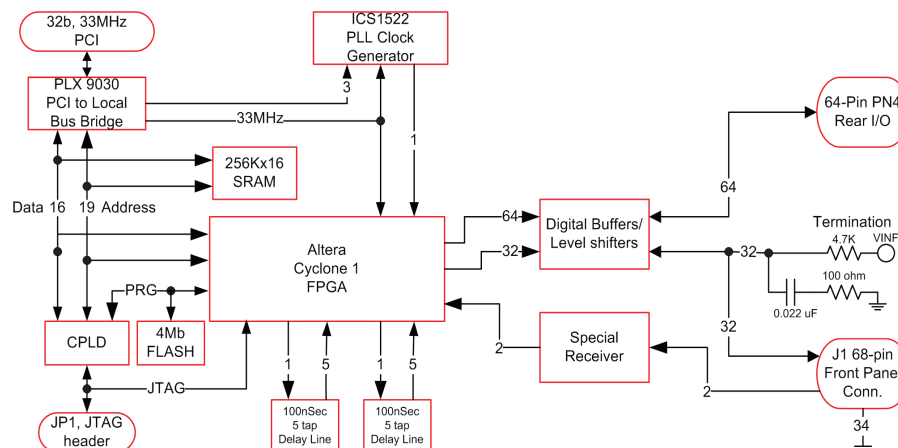 32b, 33MHz
PCI
ICS1522
PLL Clock
Generator
PLX 9030
PCI to Local
Bus Bridge
3
33MHz
1
64-Pin PN4
Rear I/O
256Kx16
SRAM
64
Data 16
19 Address
Altera
Cyclone 1
FPGA
64
32
Digital Buffers/
Level shifters
Termination
4.7K
VINF
32
100 ohm
0.022 uF
PRG
CPLD
4Mb
FLASH
2
Special
Receiver
32
J1 68-pin
Front Pane
Conn.
2
1
5
1
5
JTAG
JP1, JTAG
header
100nSec
5 tap
Delay Line
100nSec
5 tap
Delay Line
34